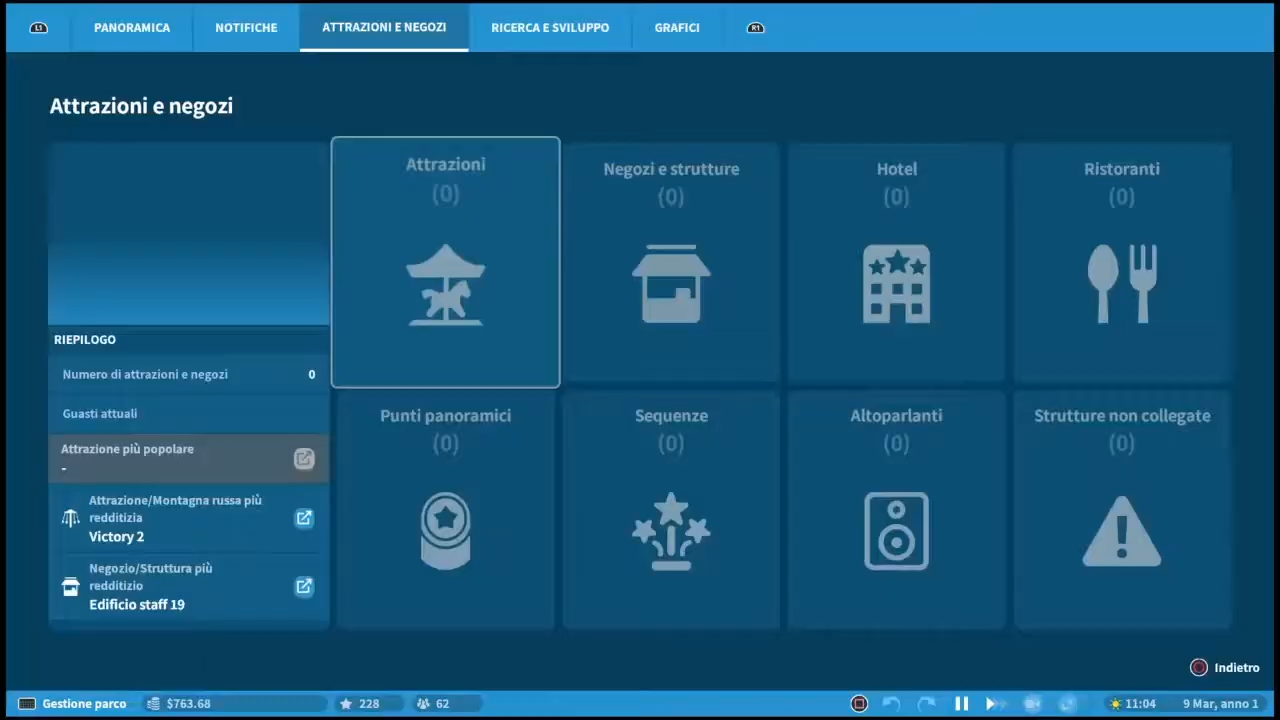 L1 PANORAMICA NOTIFICHE ATTRAZIONI E NEGOZI RICERCA E SVILUPPO GRAFICI R1
Attrazioni e negozi
Attrazioni
(0)
Negozi e strutture
(0)
Hotel
(0)
Ristoranti
(0)
RIEPILOGO
Numero di attrazioni e negozi 0
Guasti attuali
Attrazione più popolare
-
Attrazione/Montagna russa più
redditizia
Victory 2
Negozio/Struttura più
redditizio
Edificio staff 19
Punti panoramici
(0)
Sequenze
(0)
Altoparlanti
(0)
Strutture non collegate
(0)
Indietro
Gestione parco $763.68 228 62 11:04 9 Mar, anno 1